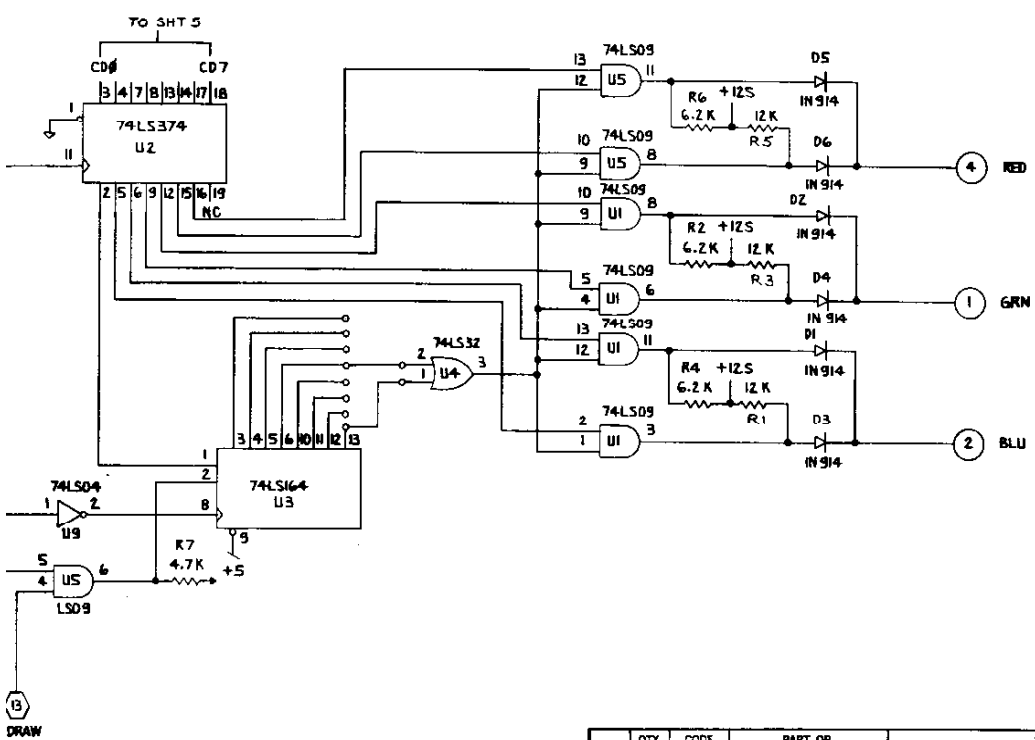 TO SHT 5
CDØ CD7
3 4 7 8 13 14 17 18
1
74LS374
U2
11
2 5 6 9 12 15 16 19
NC
74LS09
13
12
U5
11
D5
1N914
R6
6.2K
+12S
12K
R5
74LS09
10
9
U5
8
D6
1N914
4
RED
74LS09
10
9
U1
8
D2
1N914
R2
6.2K
+12S
12K
R3
74LS09
5
4
U1
6
D4
1N914
1
GRN
74LS09
13
12
U1
11
D1
1N914
R4
6.2K
+12S
12K
R1
74LS09
2
1
U1
3
D3
1N914
2
BLU
74LS32
2
1
U4
3
3 4 5 6 10 11 12 13
1
2
74LS164
U3
8
9
+5
74LS04
1
2
U9
R7
4.7K
5
4
U5
6
LS09
13
DRAW
QTY CODE PART OR